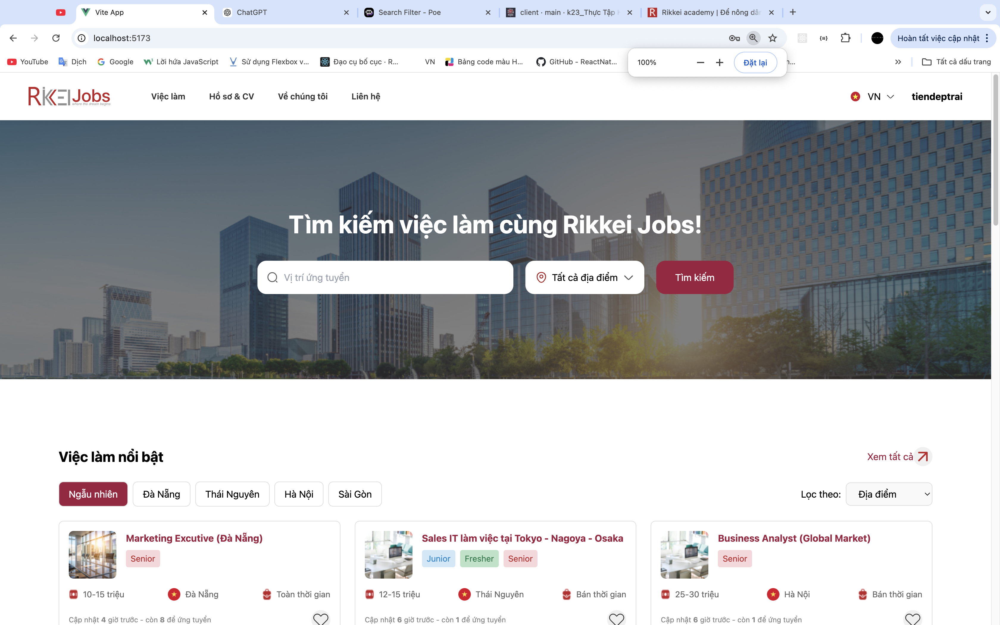 Vite App
ChatGPT
Search Filter - Poe
client · main · k23_Thực Tập
Rikkei academy | Để nông dân
localhost:5173
Hoàn tất việc cập nhật
YouTube
Dịch
Google
Lời hứa JavaScript
Sử dụng Flexbox v...
Đạo cụ bố cục · R...
VN
Bảng code màu H...
GitHub - ReactNat...
100%
Đặt lại
Tất cả dấu trang
RIKKEI Jobs
where the dream begins
Việc làm
Hồ sơ & CV
Về chúng tôi
Liên hệ
VN
tiendeptrai
Tìm kiếm việc làm cùng Rikkei Jobs!
Vị trí ứng tuyển
Tất cả địa điểm
Tìm kiếm
Việc làm nổi bật
Xem tất cả
Ngẫu nhiên
Đà Nẵng
Thái Nguyên
Hà Nội
Sài Gòn
Lọc theo:
Địa điểm
Marketing Excutive (Đà Nẵng)
Senior
10-15 triệu
Đà Nẵng
Toàn thời gian
Cập nhật 4 giờ trước - còn 8 để ứng tuyển
Sales IT làm việc tại Tokyo - Nagoya - Osaka
Junior
Fresher
Senior
12-15 triệu
Thái Nguyên
Bán thời gian
Cập nhật 6 giờ trước - còn 1 để ứng tuyển
Business Analyst (Global Market)
Senior
25-30 triệu
Hà Nội
Bán thời gian
Cập nhật 6 giờ trước - còn 1 để ứng tuyển